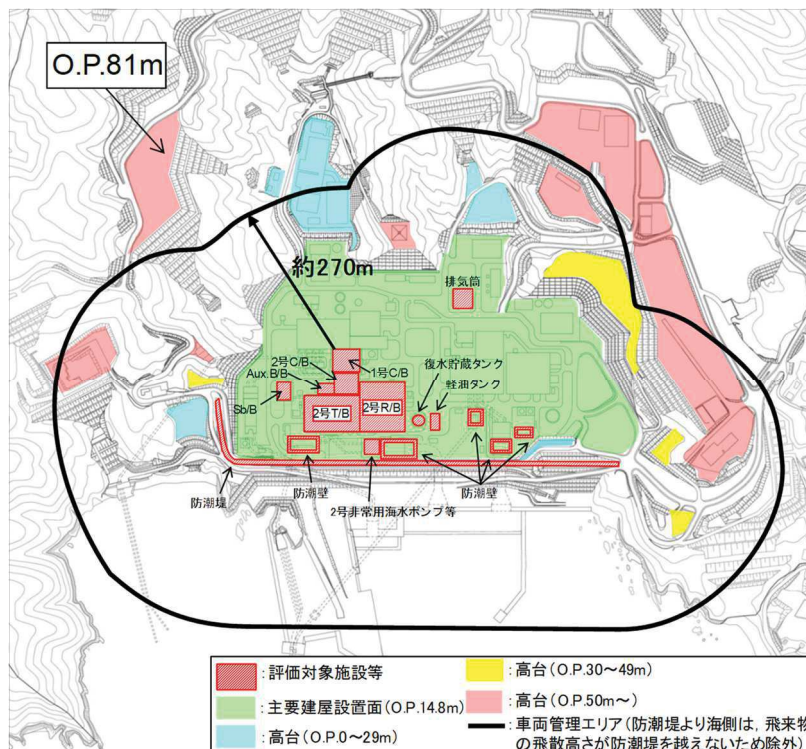 O.P.81m
約270m
排気筒
2号C/B
1号C/B
Aux.B/B
復水貯蔵タンク
軽油タンク
Sb/B
2号T/B
2号R/B
防潮堤
防潮壁
防潮壁
2号非常用海水ポンプ等
:評価対象施設等
:主要建屋設置面(O.P.14.8m)
:高台(O.P.0～29m)
:高台(O.P.30～49m)
:高台(O.P.50m～)
:車両管理エリア(防潮堤より海側は,飛来物
の飛散高さが防潮堤を越えないため除外)